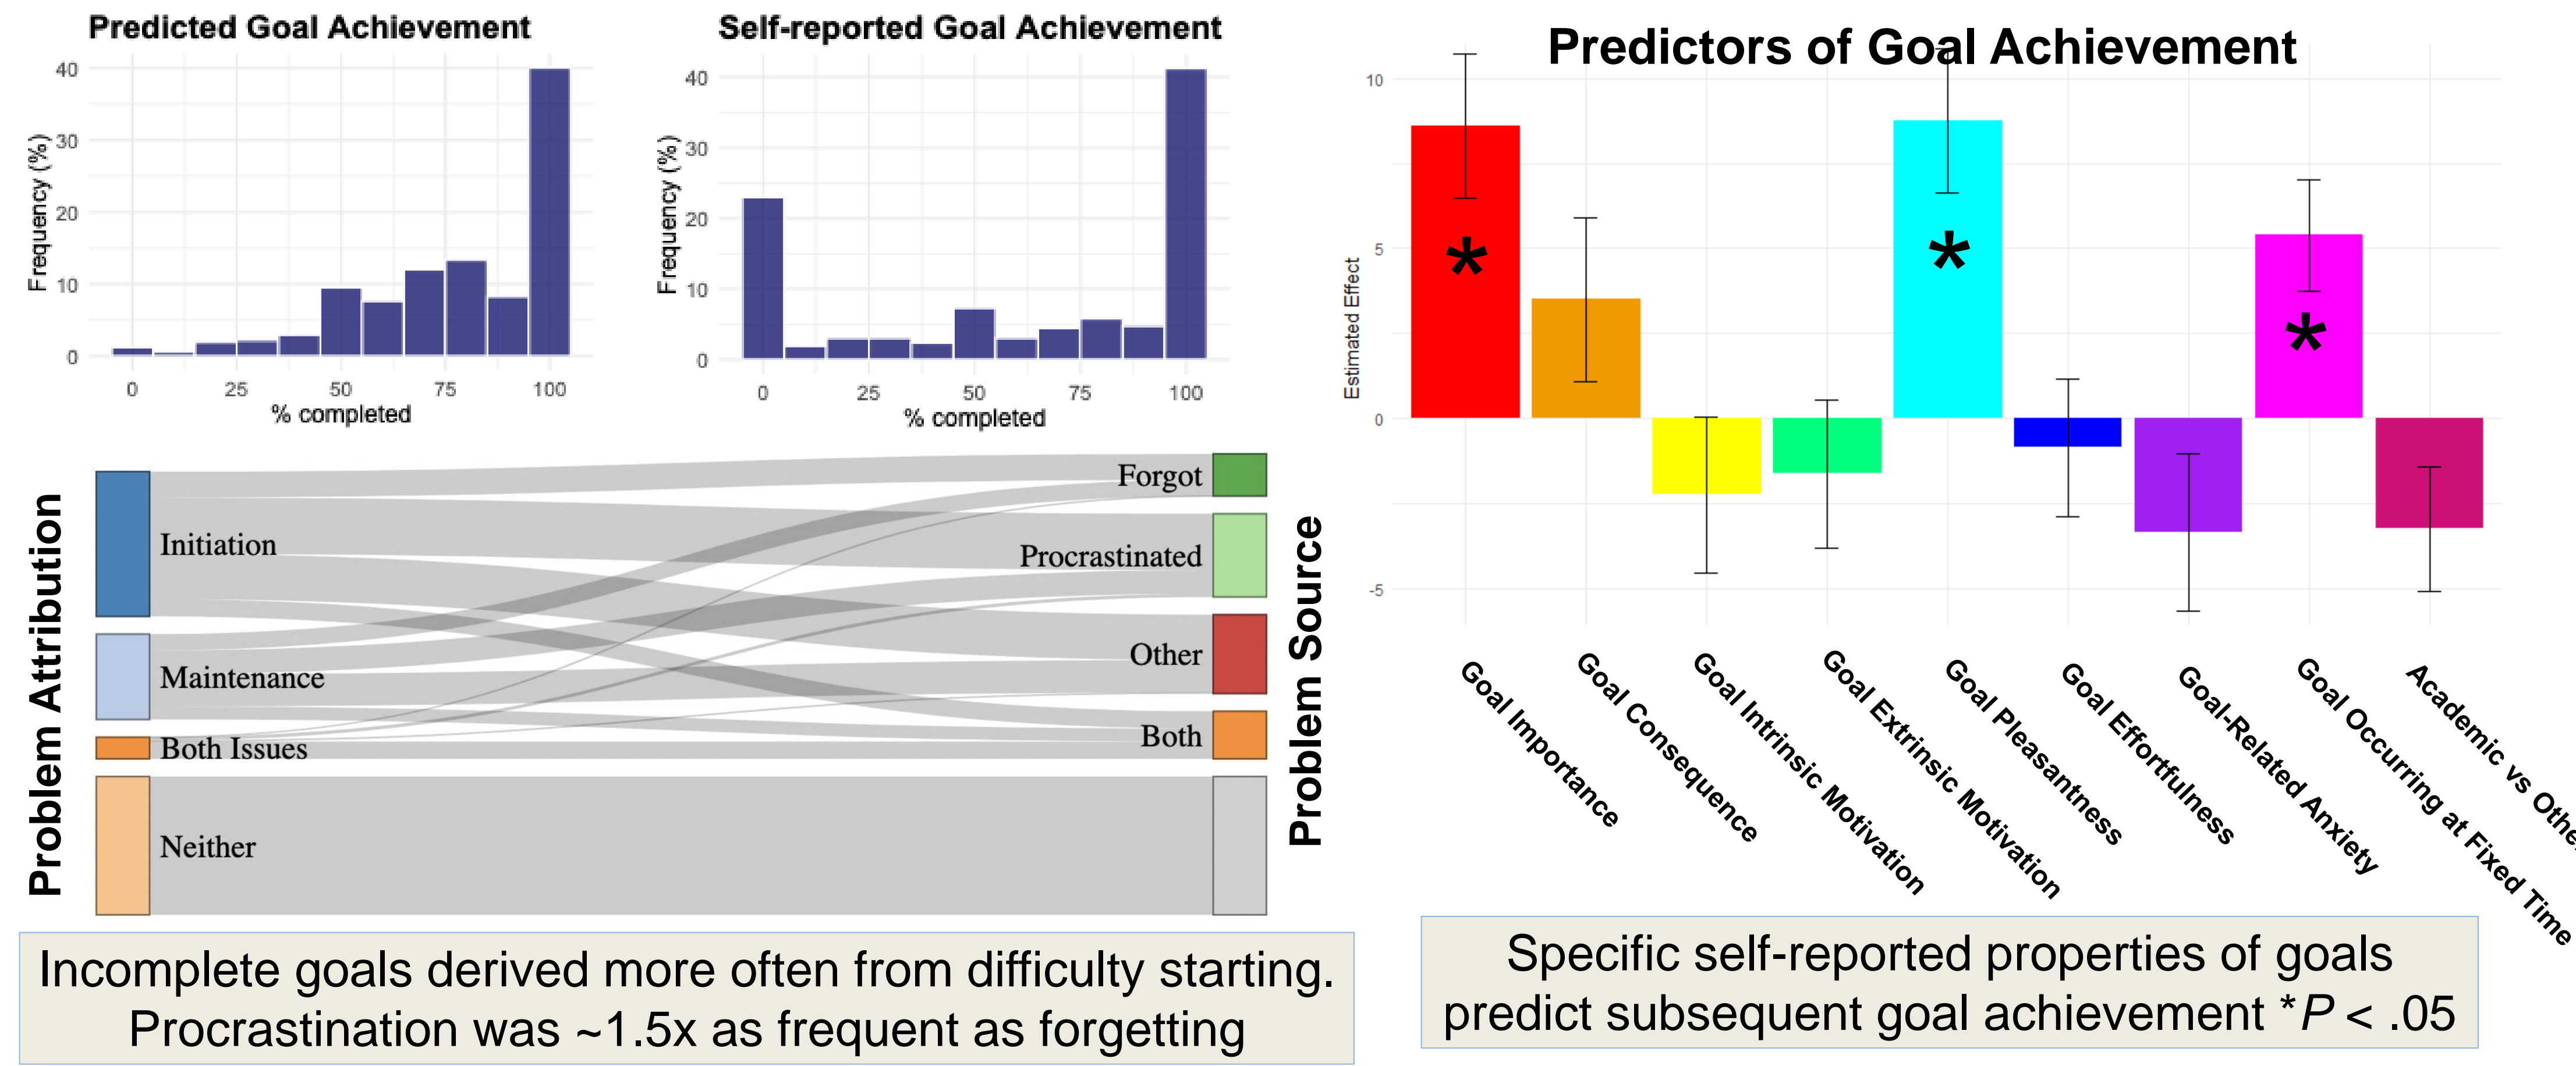 Predicted Goal Achievement
Frequency (%)
40
30
20
10
0
0 25 50 75 100
% completed
Self-reported Goal Achievement
Frequency (%)
40
30
20
10
0
0 25 50 75 100
% completed
Problem Attribution
Initiation
Maintenance
Both Issues
Neither
Forgot
Procrastinated
Other
Both
Problem Source
Incomplete goals derived more often from difficulty starting.
Procrastination was ~1.5x as frequent as forgetting
Predictors of Goal Achievement
Estimated Effect
10
5
0
-5
*
*
*
Goal Importance
Goal Consequence
Goal Intrinsic Motivation
Goal Extrinsic Motivation
Goal Pleasantness
Goal Effortfulness
Goal-Related Anxiety
Goal Occurring at Fixed Time
Academic vs Othe
Specific self-reported properties of goals
predict subsequent goal achievement *P < .05